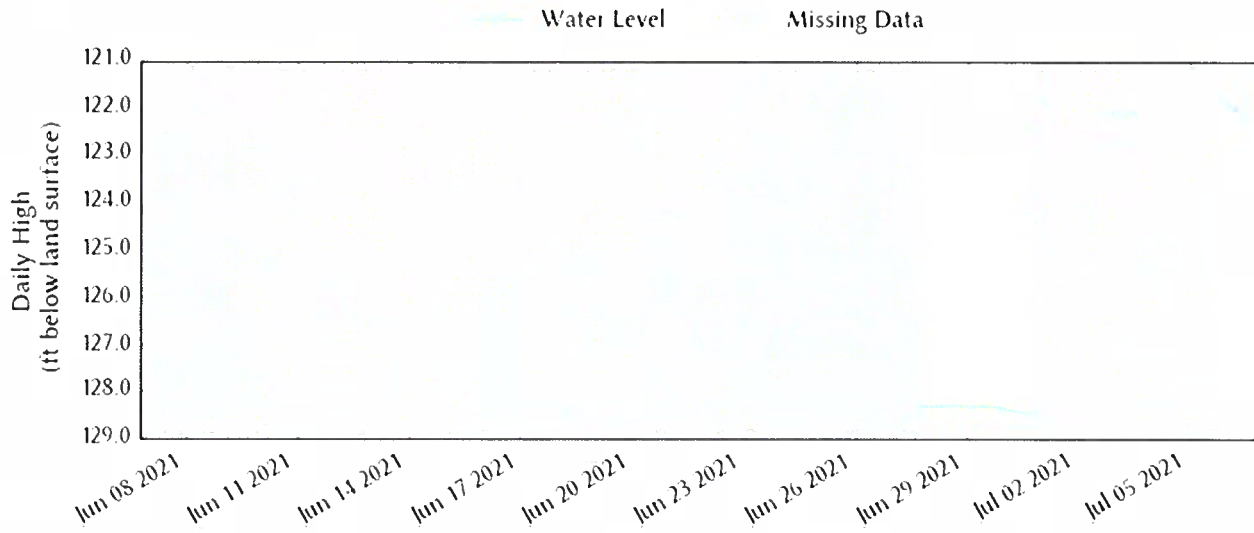 Water Level Missing Data
121.0
122.0
123.0
124.0
125.0
126.0
127.0
128.0
129.0
Daily High
(ft below land surface)
Jun 08 2021
Jun 11 2021
Jun 14 2021
Jun 17 2021
Jun 20 2021
Jun 23 2021
Jun 26 2021
Jun 29 2021
Jul 02 2021
Jul 05 2021